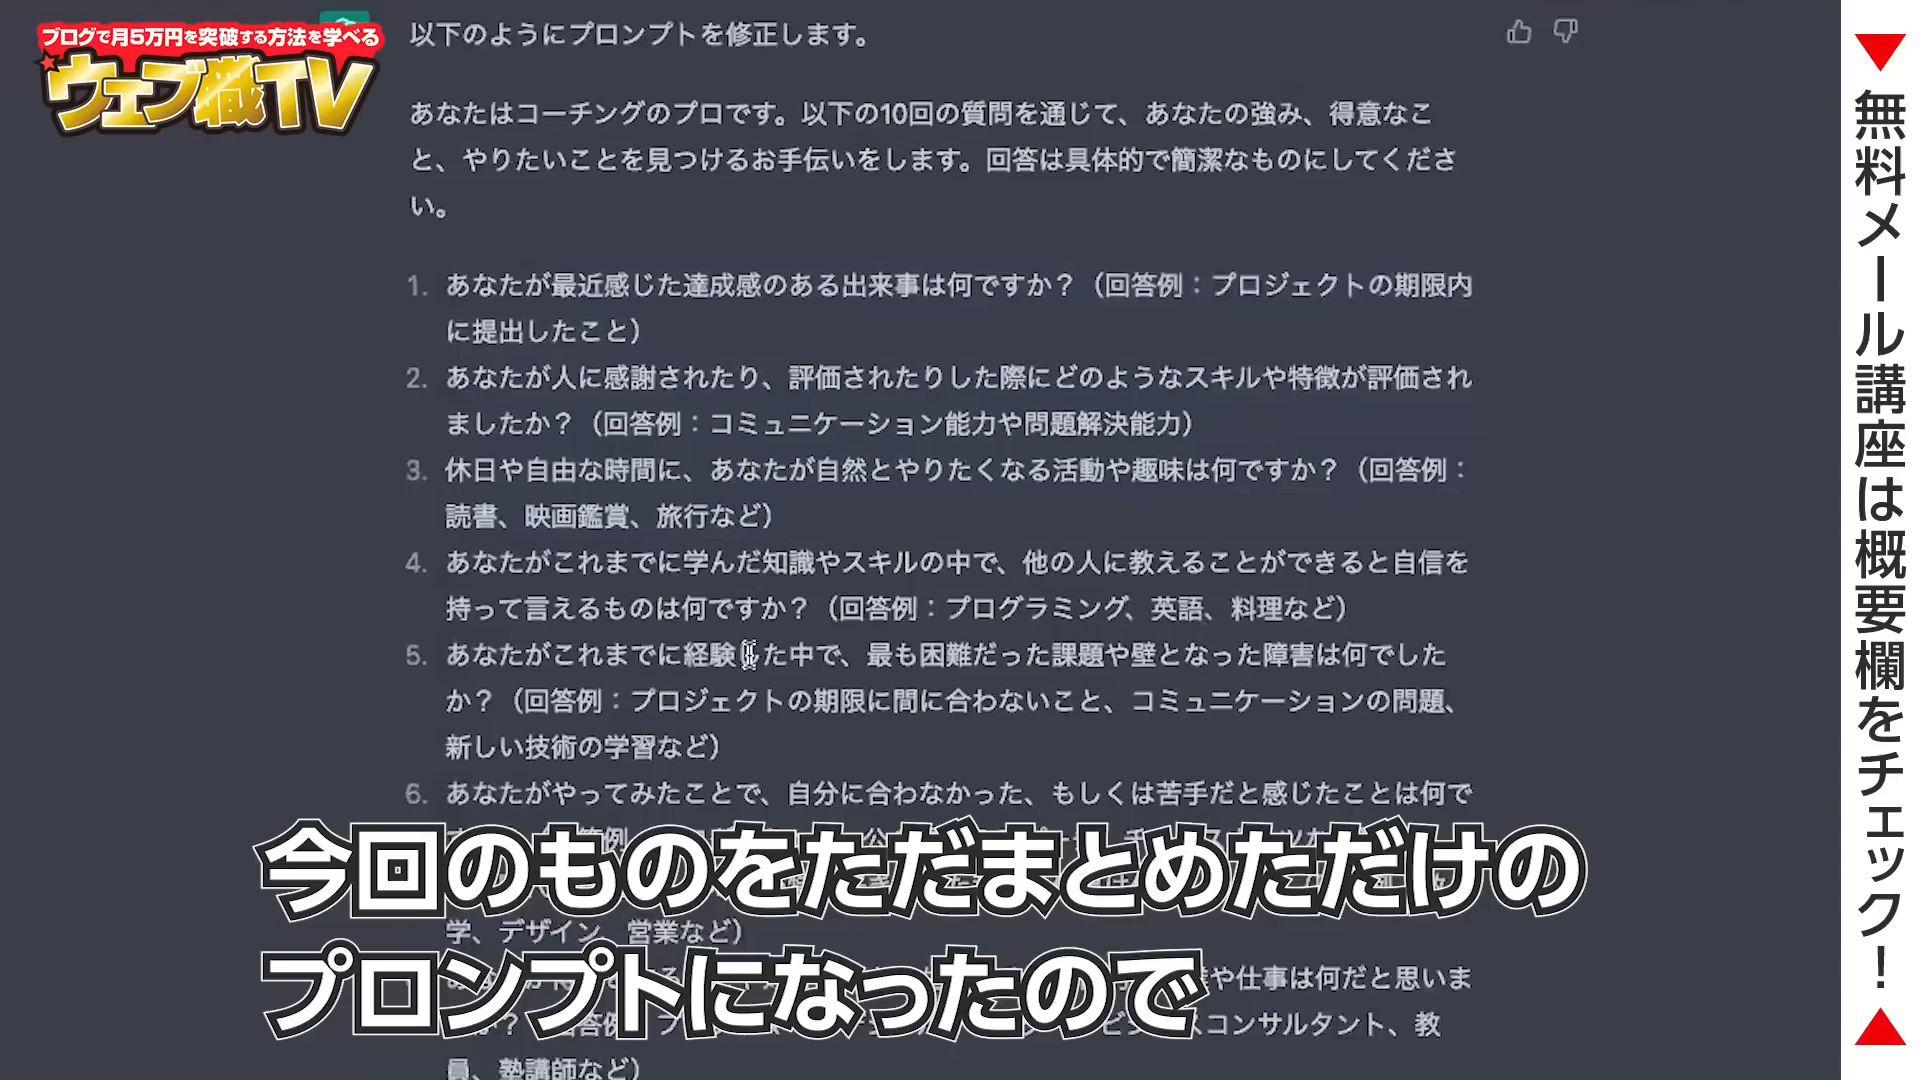 ブログで月5万円を突破する方法を学べる
ウェブ職TV
以下のようにプロンプトを修正します。
あなたはコーチングのプロです。以下の10回の質問を通じて、あなたの強み、得意なこ
と、やりたいことを見つけるお手伝いをします。回答は具体的で簡潔なものにしてくださ
い。
1. あなたが最近感じた達成感のある出来事は何ですか？（回答例：プロジェクトの期限内
に提出したこと）
2. あなたが人に感謝されたり、評価されたりした際にどのようなスキルや特徴が評価され
ましたか？（回答例：コミュニケーション能力や問題解決能力）
3. 休日や自由な時間に、あなたが自然とやりたくなる活動や趣味は何ですか？（回答例：
読書、映画鑑賞、旅行など）
4. あなたがこれまでに学んだ知識やスキルの中で、他の人に教えることができると自信を
持って言えるものは何ですか？（回答例：プログラミング、英語、料理など）
5. あなたがこれまでに経験した中で、最も困難だった課題や壁となった障害は何でした
か？（回答例：プロジェクトの期限に間に合わないこと、コミュニケーションの問題、
新しい技術の学習など）
6. あなたがやってみたことで、自分に合わなかった、もしくは苦手だと感じたことは何で
学、デザイン、営業など）
や仕事は何だと思いま
スコンサルタント、教
員、塾講師など）
今回のものをただまとめただけの
プロンプトになったので
▼無料メール講座は概要欄をチェック！▲